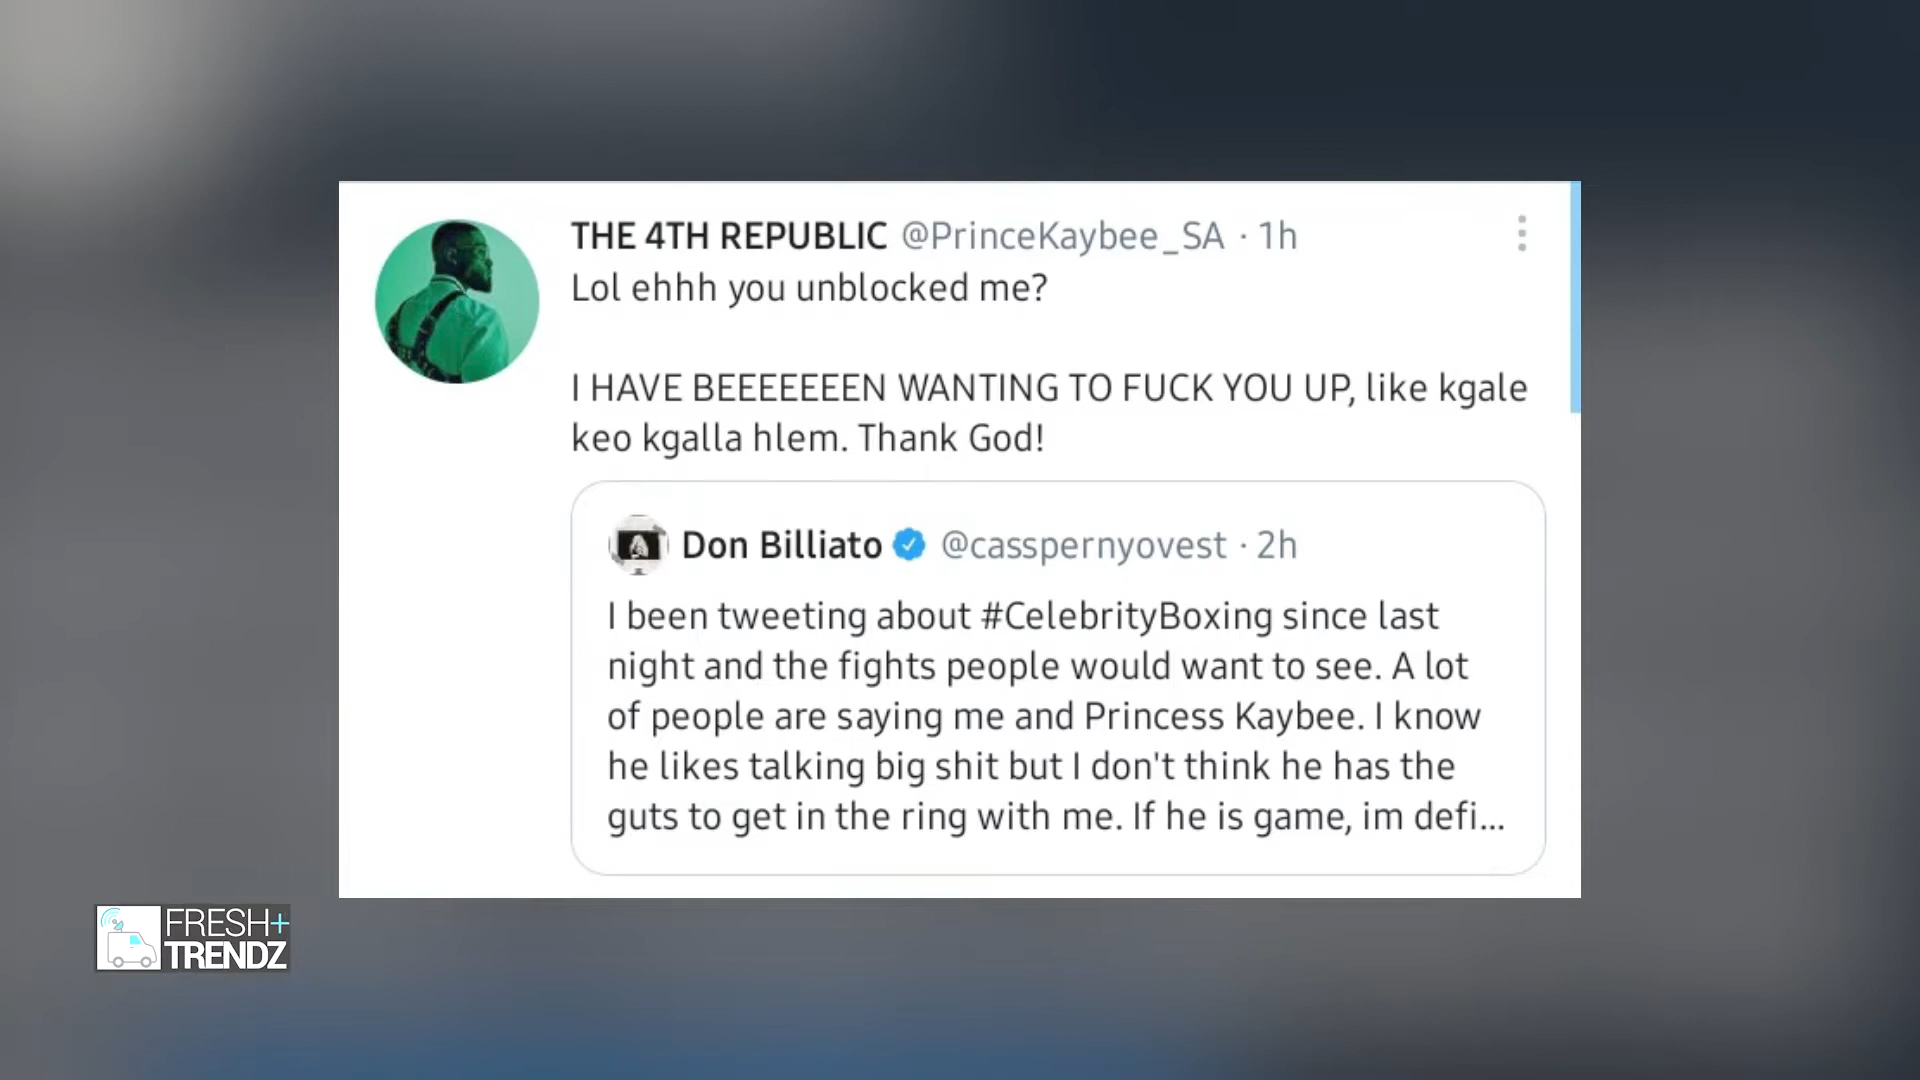 THE 4TH REPUBLIC @PrinceKaybee_SA · 1h
Lol ehhh you unblocked me?
I HAVE BEEEEEEEN WANTING TO FUCK YOU UP, like kgale
keo kgalla hlem. Thank God!
Don Billiato @casspernyovest · 2h
I been tweeting about #CelebrityBoxing since last
night and the fights people would want to see. A lot
of people are saying me and Princess Kaybee. I know
he likes talking big shit but I don't think he has the
guts to get in the ring with me. If he is game, im defi...
FRESH+
TRENDZ